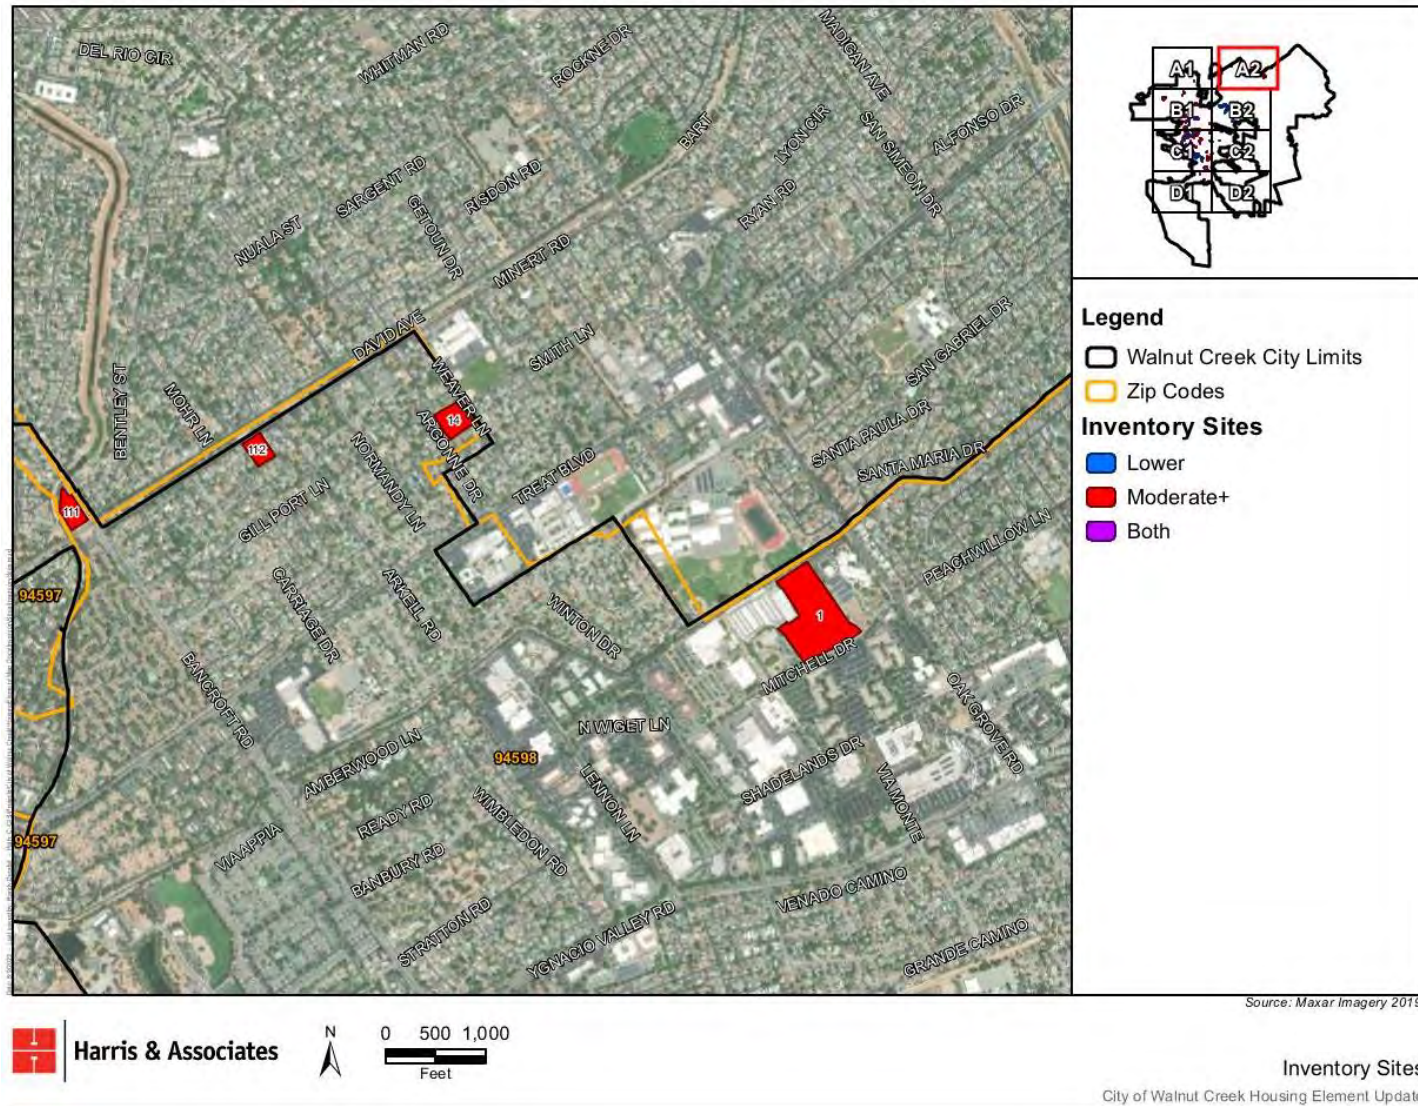 DEL RIO CIR
WHITMAN RD
ROCKNE DR
MADIGAN AVE
BART
LYON CIR
SAN SIMEON DR
ALFONSO DR
SARGENT RD
RISDON RD
GETOUN DR
NUALA ST
RYAN RD
MINERT RD
DAVID AVE
SMITH LN
SAN GABRIEL DR
BENTLEY ST
MOHR LN
WEAVER LN
14
ARGONNE DR
112
NORMANDY LN
TREAT BLVD
SANTA PAULA DR
SANTA MARIA DR
111
GILL PORT LN
PEACHWILLOW LN
94597
CARRIAGE DR
ARKELL RD
WINTON DR
1
MITCHELL DR
BANCROFT RD
OAK GROVE RD
N WIGET LN
AMBERWOOD LN
94598
SHADELANDS DR
LENNON LN
VIA MONTE
READY RD
WIMBLEDON RD
94597
VIA APPIA
BANBURY RD
VENADO CAMINO
STRATTON RD
YGNACIO VALLEY RD
GRANDE CAMINO
A1 A2
B1 B2
C1 C2
D1 D2
Legend
Walnut Creek City Limits
Zip Codes
Inventory Sites
Lower
Moderate+
Both
Source: Maxar Imagery 2019
Harris & Associates
N
0 500 1,000
Feet
Inventory Sites
City of Walnut Creek Housing Element Update